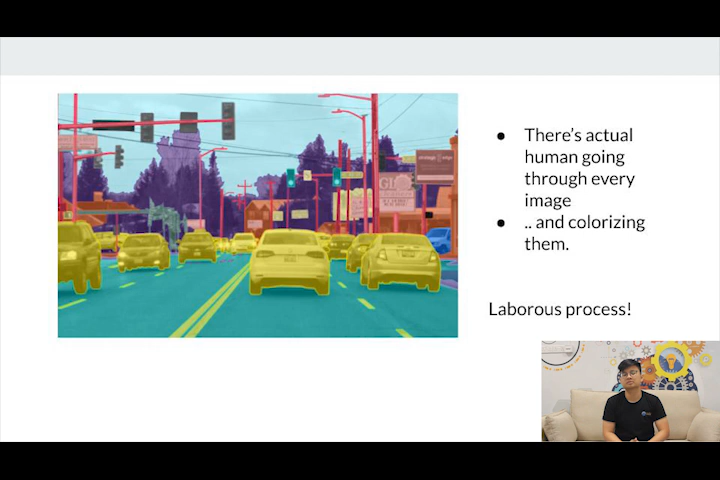 ● There's actual
human going
through every
image
● .. and colorizing
them.
Laborous process!